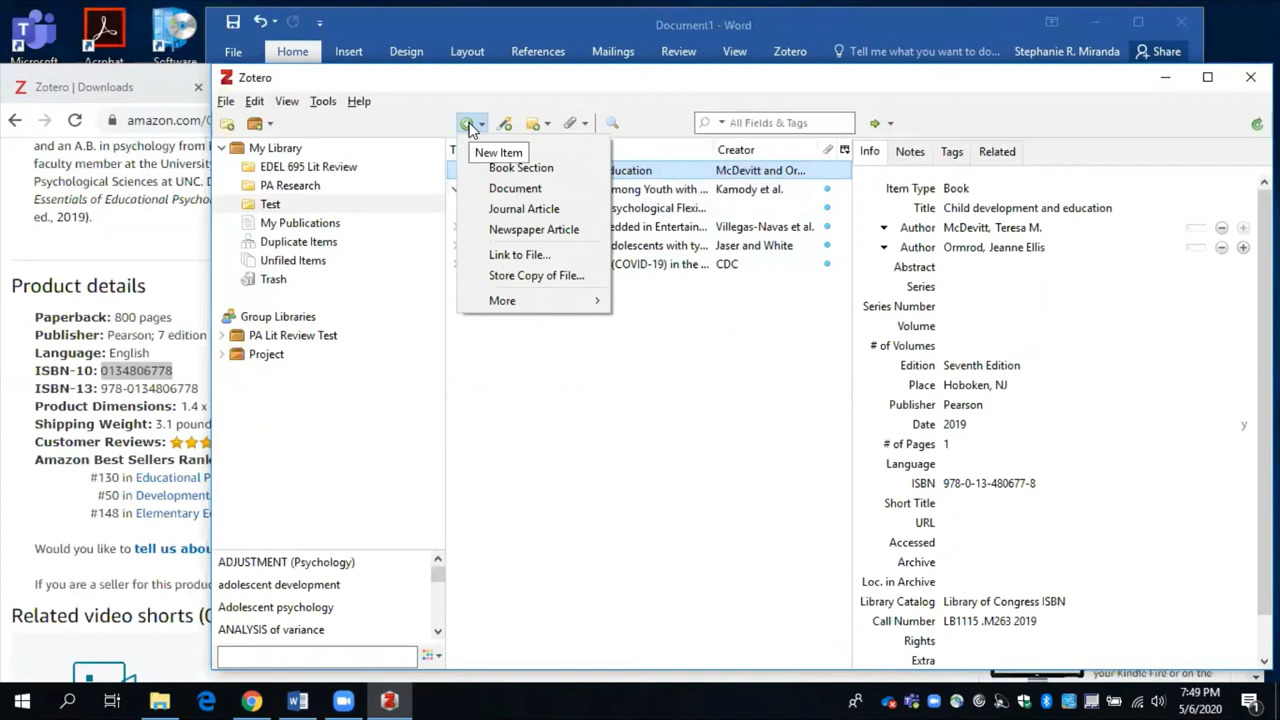 Microsoft
Acrobat
Software
Document1 - Word
File
Home
Insert
Design
Layout
References
Mailings
Review
View
Zotero
Tell me what you want to do...
Stephanie R. Miranda
Share
Zotero | Downloads
amazon.com/
and an A.B. in psychology from
faculty member at the University
Psychological Sciences at UNC. D
Essentials of Educational Psychol
ed., 2019).
Product details
Paperback: 800 pages
Publisher: Pearson; 7 edition
Language: English
ISBN-10: 0134806778
ISBN-13: 978-0134806778
Product Dimensions: 1.4 x
Shipping Weight: 3.1 pound
Customer Reviews:
Amazon Best Sellers Rank
#130 in Educational P
#50 in Development
#148 in Elementary E
Would you like to tell us abou
If you are a seller for this produc
Related video shorts (
your Kindle Fire or on the
Zotero
File
Edit
View
Tools
Help
All Fields & Tags
My Library
EDEL 695 Lit Review
PA Research
Test
My Publications
Duplicate Items
Unfiled Items
Trash
Group Libraries
PA Lit Review Test
Project
ADJUSTMENT (Psychology)
adolescent development
Adolescent psychology
ANALYSIS of variance
New Item
Book Section
Document
Journal Article
Newspaper Article
Link to File...
Store Copy of File...
More
Creator
ducation
McDevitt and Or...
mong Youth with ...
Kamody et al.
sychological Flexi...
dded in Entertain...
Villegas-Navas et al.
dolescents with ty...
Jaser and White
(COVID-19) in the ...
CDC
Info
Notes
Tags
Related
Item Type Book
Title Child development and education
Author McDevitt, Teresa M.
Author Ormrod, Jeanne Ellis
Abstract
Series
Series Number
Volume
# of Volumes
Edition Seventh Edition
Place Hoboken, NJ
Publisher Pearson
Date 2019 y
# of Pages 1
Language
ISBN 978-0-13-480677-8
Short Title
URL
Accessed
Archive
Loc. in Archive
Library Catalog Library of Congress ISBN
Call Number LB1115 .M263 2019
Rights
Extra
7:49 PM
5/6/2020